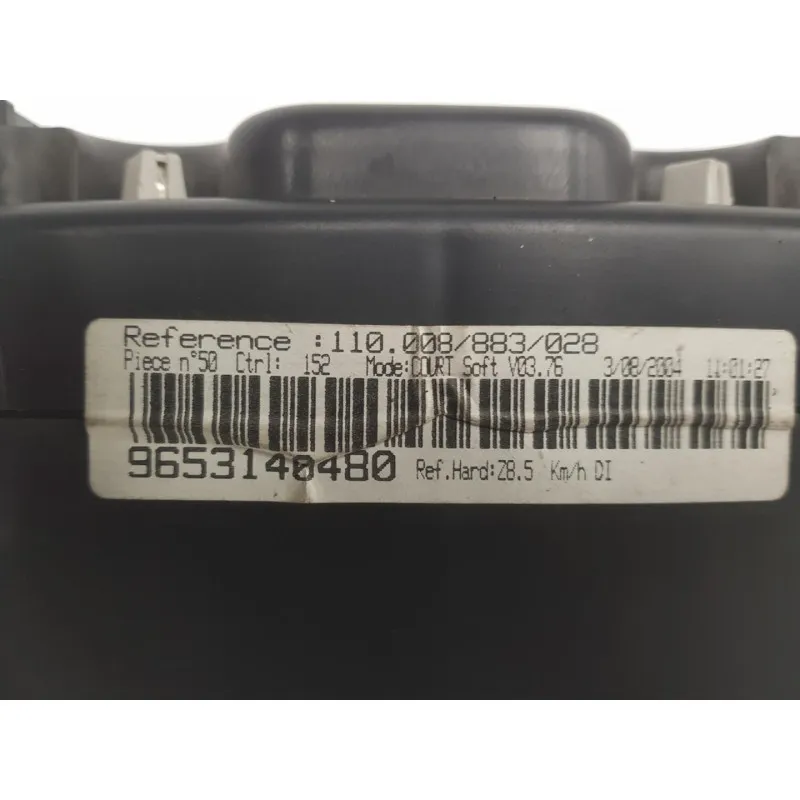 Reference :110.008/883/028
Piece n°50 Ctrl: 152 Mode:COURT Soft V03.76 3/08/2004 11:01:27
9653140480 Ref.Hard:Z8.5 Km/h DI